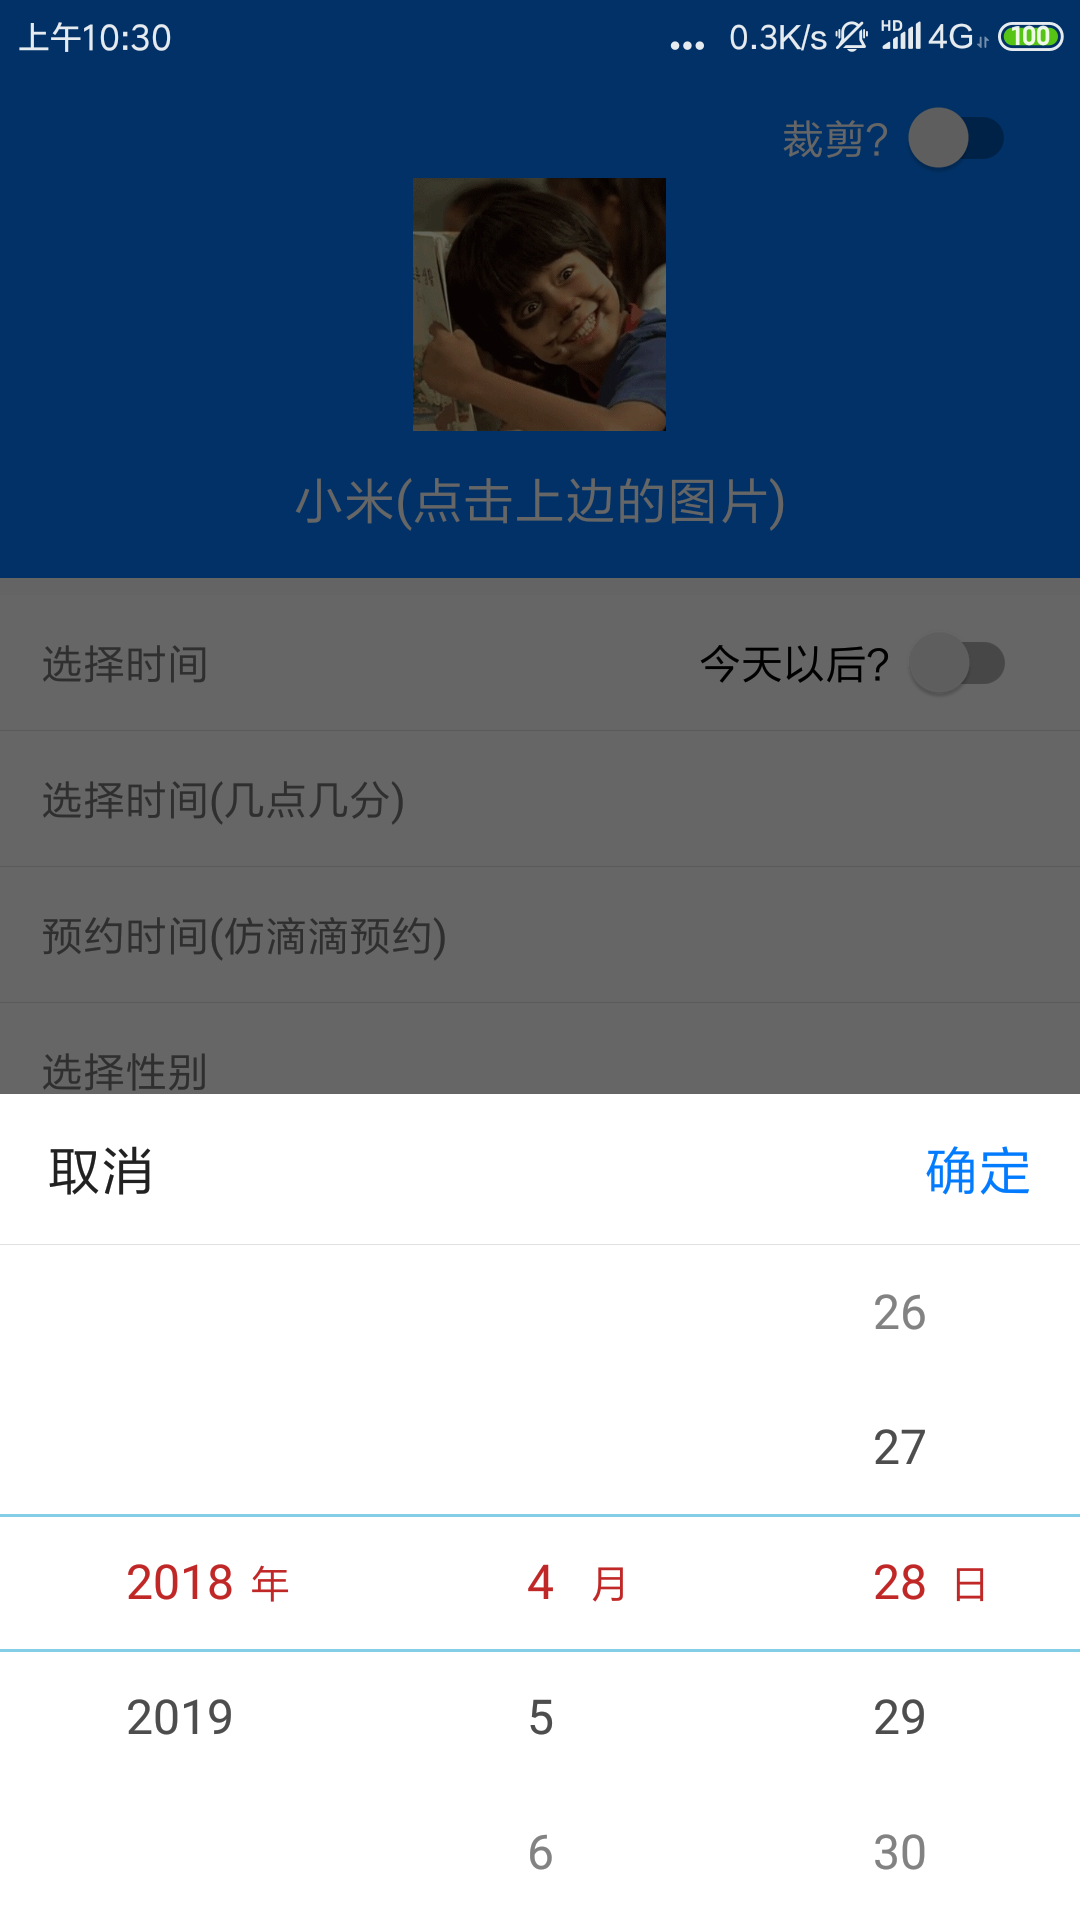 上午10:30 ... 0.3K/s HD 4G 100
裁剪?
小米(点击上边的图片)
选择时间 今天以后?
选择时间(几点几分)
预约时间(仿滴滴预约)
选择性别
取消 确定
26
27
2018 年 4 月 28 日
2019 5 29
6 30